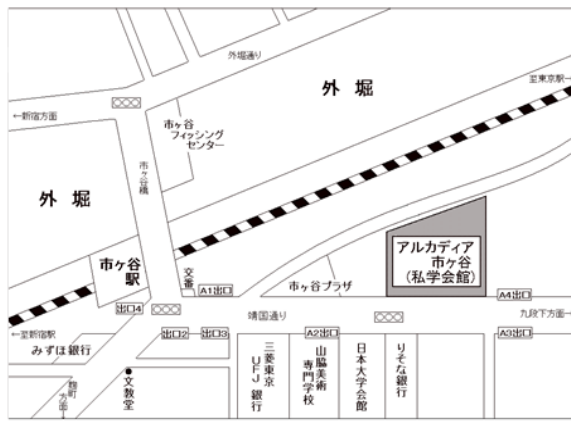 外堀通り
外 堀
至東京駅→
←新宿方面
市ヶ谷
フィッシング
センター
市ヶ谷橋
外 堀
市ヶ谷
駅
交番
A1出口
市ヶ谷プラザ
アルカディア
市ヶ谷
(私学会館)
A4出口
出口4
靖国通り
九段下方面→
←至新宿駅
出口2
出口3
A2出口
A3出口
みずほ銀行
麹町
方面
文教堂
三菱東京
UFJ銀行
山脇美術
専門学校
日本大学会館
りそな銀行